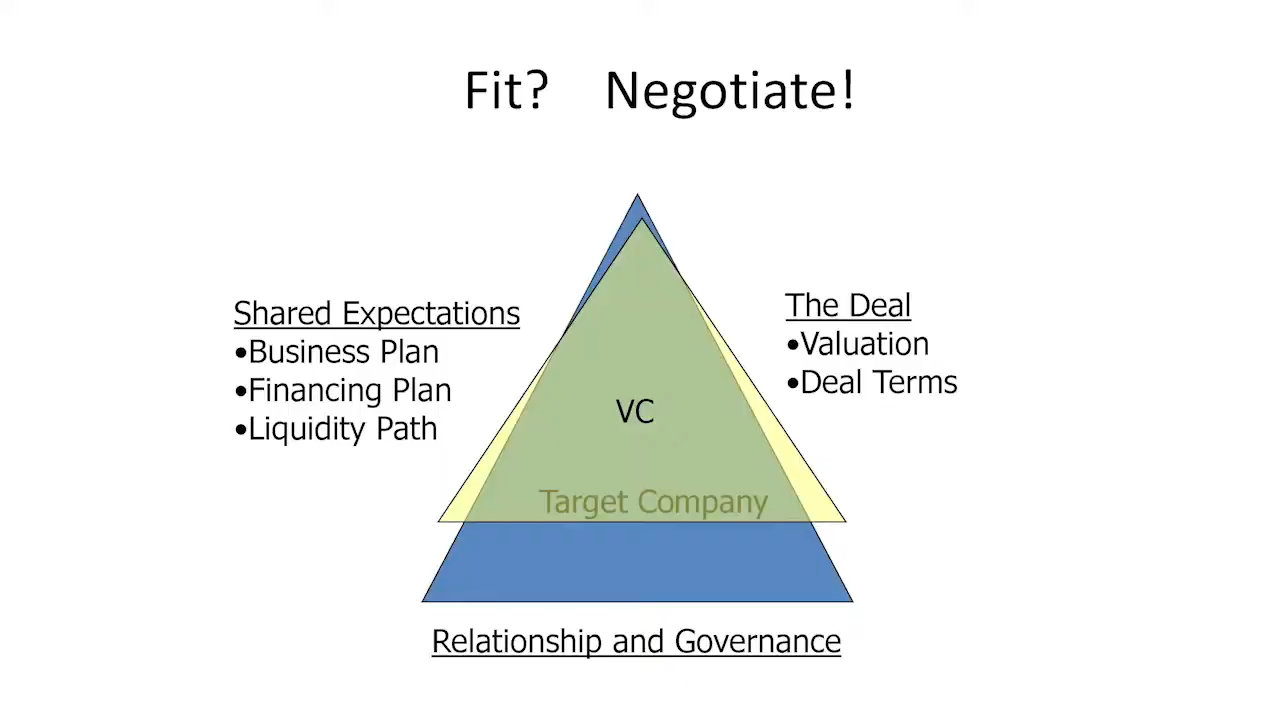 Fit? Negotiate!
Shared Expectations
•Business Plan
•Financing Plan
•Liquidity Path
The Deal
•Valuation
•Deal Terms
VC
Target Company
Relationship and Governance